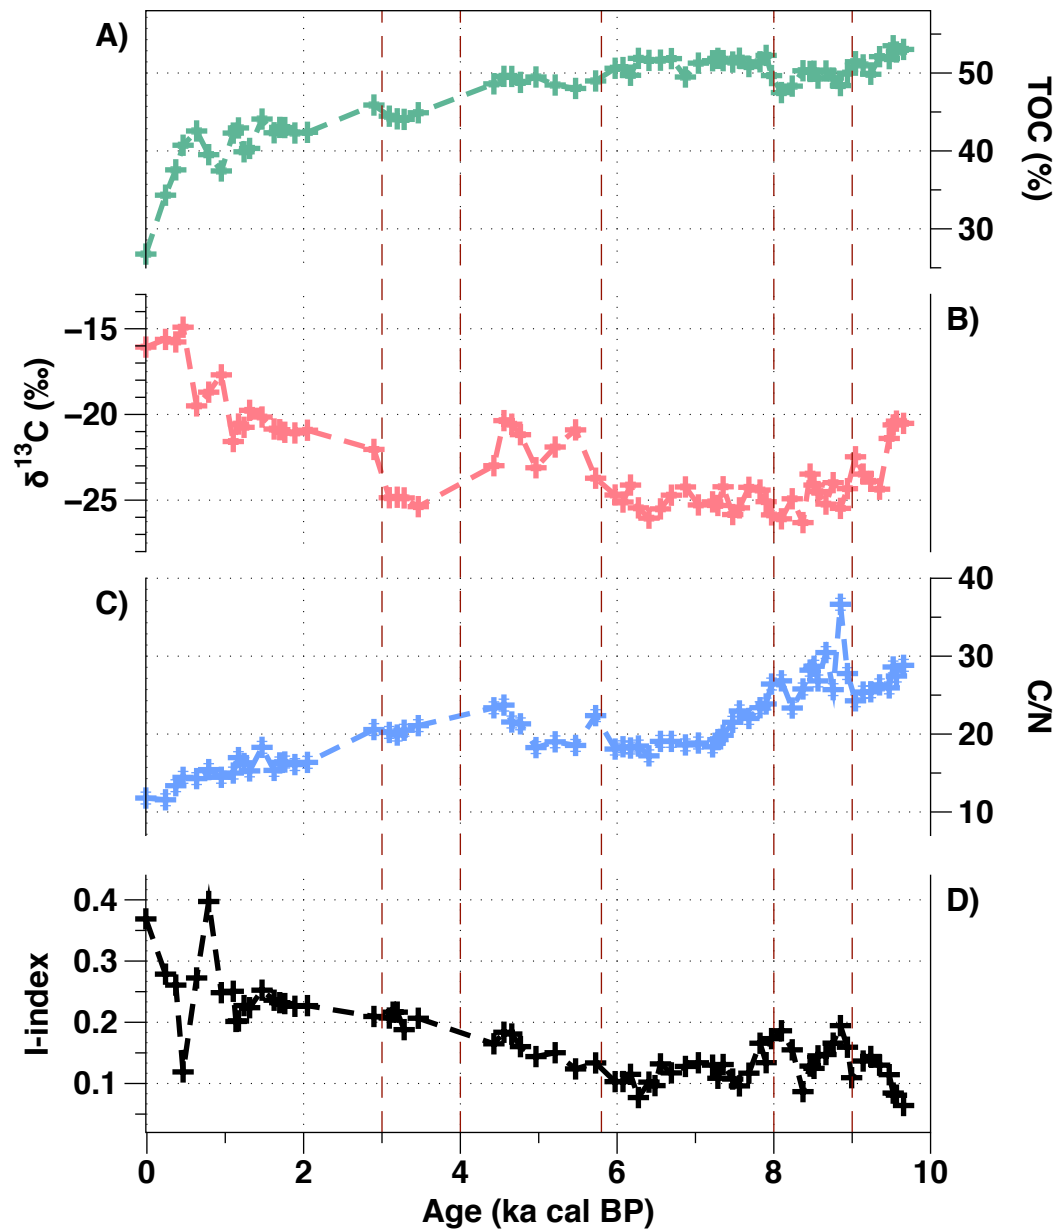 A)
50
40
30
TOC (%)
B)
−15
−20
−25
δ¹³C (‰)
C)
40
30
20
10
C/N
D)
0.4
0.3
0.2
0.1
I-index
0 2 4 6 8 10
Age (ka cal BP)